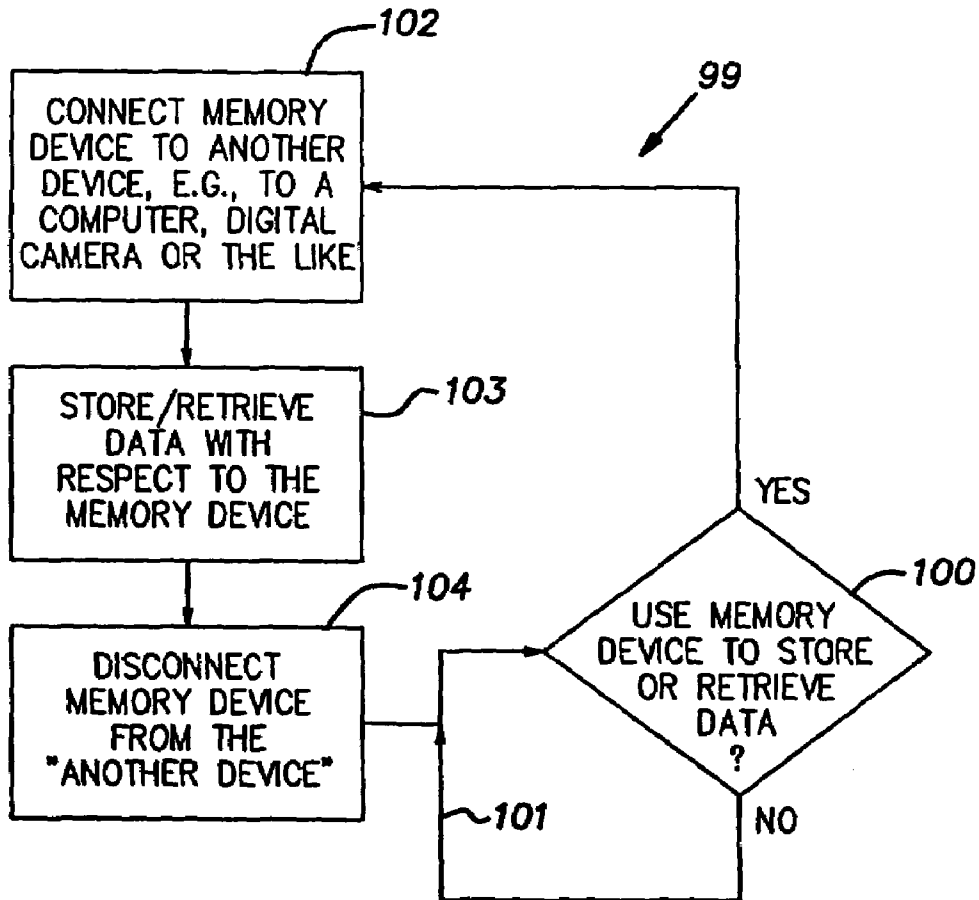 102
CONNECT MEMORY
DEVICE TO ANOTHER
DEVICE, E.G., TO A
COMPUTER, DIGITAL
CAMERA OR THE LIKE
99
103
STORE/RETRIEVE
DATA WITH
RESPECT TO THE
MEMORY DEVICE
104
DISCONNECT
MEMORY DEVICE
FROM THE
"ANOTHER DEVICE"
YES
100
USE MEMORY
DEVICE TO STORE
OR RETRIEVE
DATA
?
NO
101